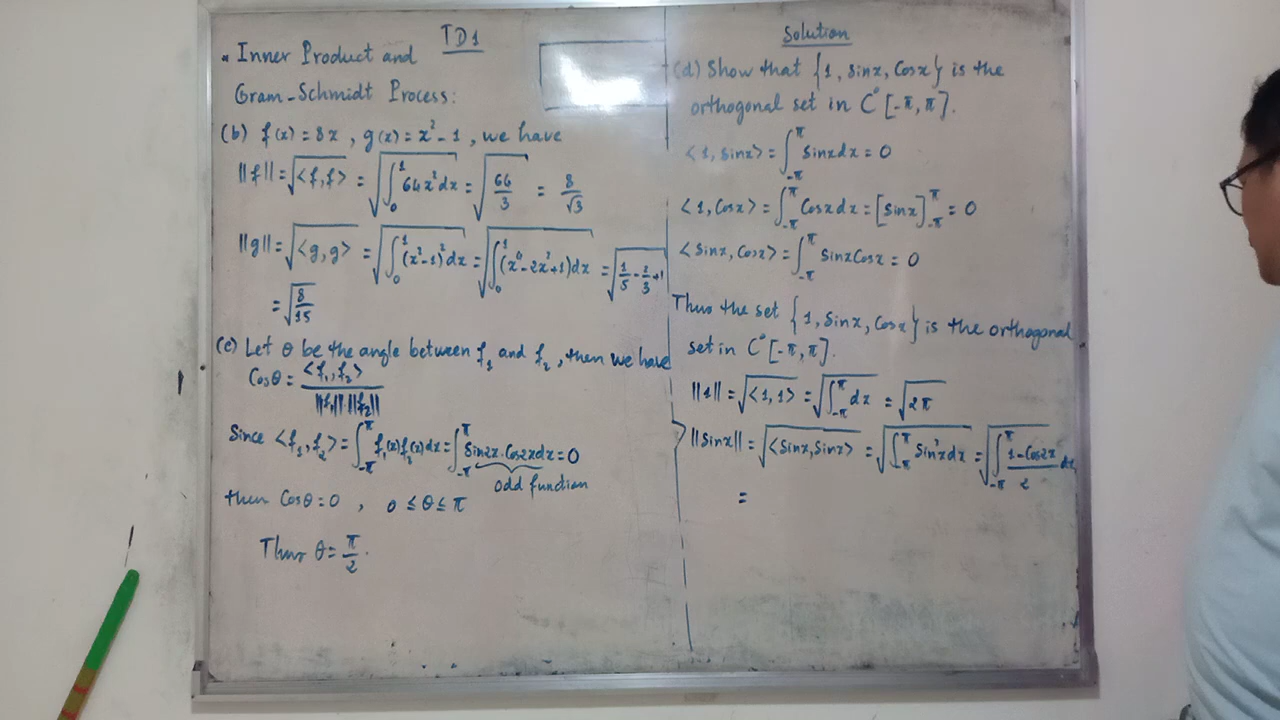 TD1
* Inner Product and
Gram-Schmidt Process:
(b) f(x) = 8x , g(x) = x² - 1 , we have
||f|| = √<f,f> = √∫₀¹ 64x² dx = √(64/3) = 8/√3
||g|| = √<g,g> = √∫₀¹ (x²-1)² dx = √∫₀¹ (x⁴-2x²+1) dx = √(1/5 - 2/3 + 1)
= √(8/15)
(c) Let θ be the angle between f₁ and f₂, then we have
Cosθ = <f₁,f₂> / ||f₁||·||f₂||
Since <f₁,f₂> = ∫_{-π}^{π} f₁(x)f₂(x)dx = ∫_{-π}^{π} Sin2x.Cos2xdx = 0
odd function
then Cosθ = 0 , 0 ≤ θ ≤ π
Thus θ = π/2.
Solution
(d) Show that {1, sinx, Cosx} is the
orthogonal set in C⁰[-π,π].
<1, sinx> = ∫_{-π}^{π} sinxdx = 0
<1, Cosx> = ∫_{-π}^{π} Cosxdx = [sinx]_{-π}^{π} = 0
<Sinx, Cosx> = ∫_{-π}^{π} sinxCosx = 0
Thus the set {1, Sinx, Cosx} is the orthogonal
set in C⁰[-π,π].
||1|| = √<1,1> = √∫_{-π}^{π} dx = √2π
||Sinx|| = √<Sinx,Sinx> = √∫_{-π}^{π} Sin²xdx = √∫_{-π}^{π} (1-Cos2x)/2 dx
=